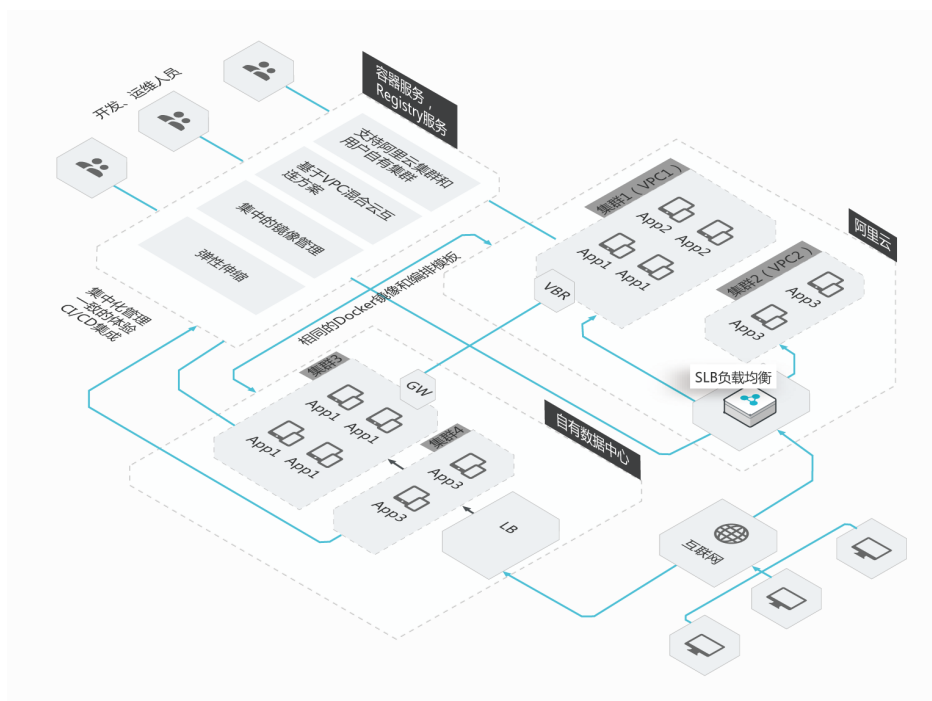 开发、运维人员
容器服务，
Registry服务
支持阿里云集群和
用户自有集群
基于VPC混合云互
连方案
集中的镜像管理
弹性伸缩
集群1（VPC1）
App2
App2
App1
App1
阿里云
集群2（VPC2）
App3
App3
VBR
集中化管理
一致的体验
CI/CD集成
相同的Docker镜像和编排模板
SLB负载均衡
集群3
GW
App1
App1
App1
App1
自有数据中心
集群4
App3
App3
LB
互联网